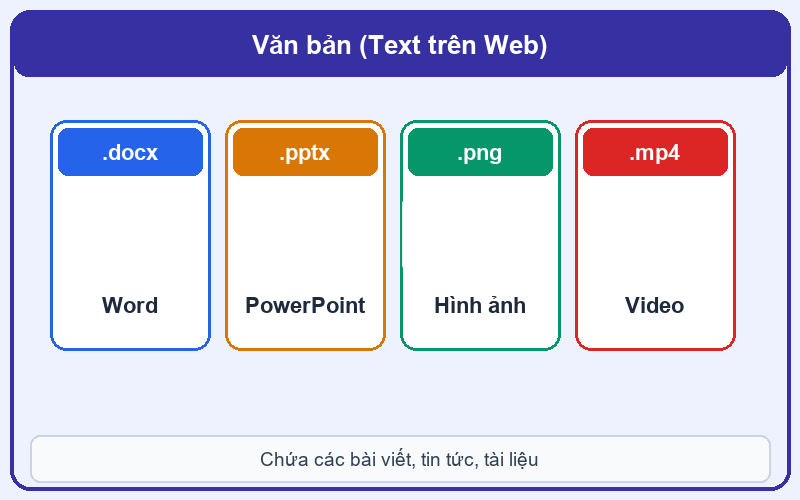 Văn bản (Text trên Web)
.docx
.pptx
.png
.mp4
Word
PowerPoint
Hình ảnh
Video
Chứa các bài viết, tin tức, tài liệu